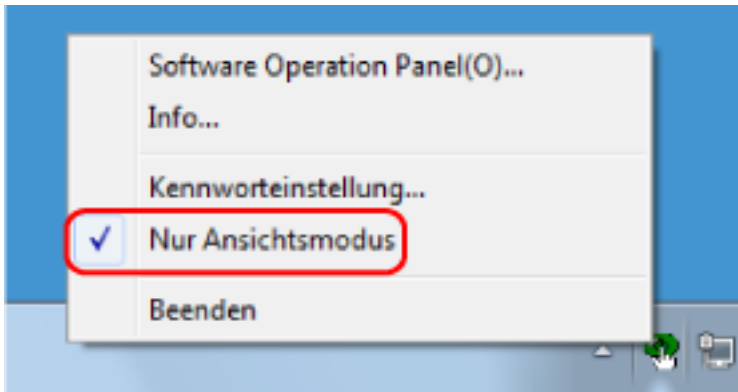 Software Operation Panel(O)...
Info...
Kennworteinstellung...
Nur Ansichtsmodus
Beenden